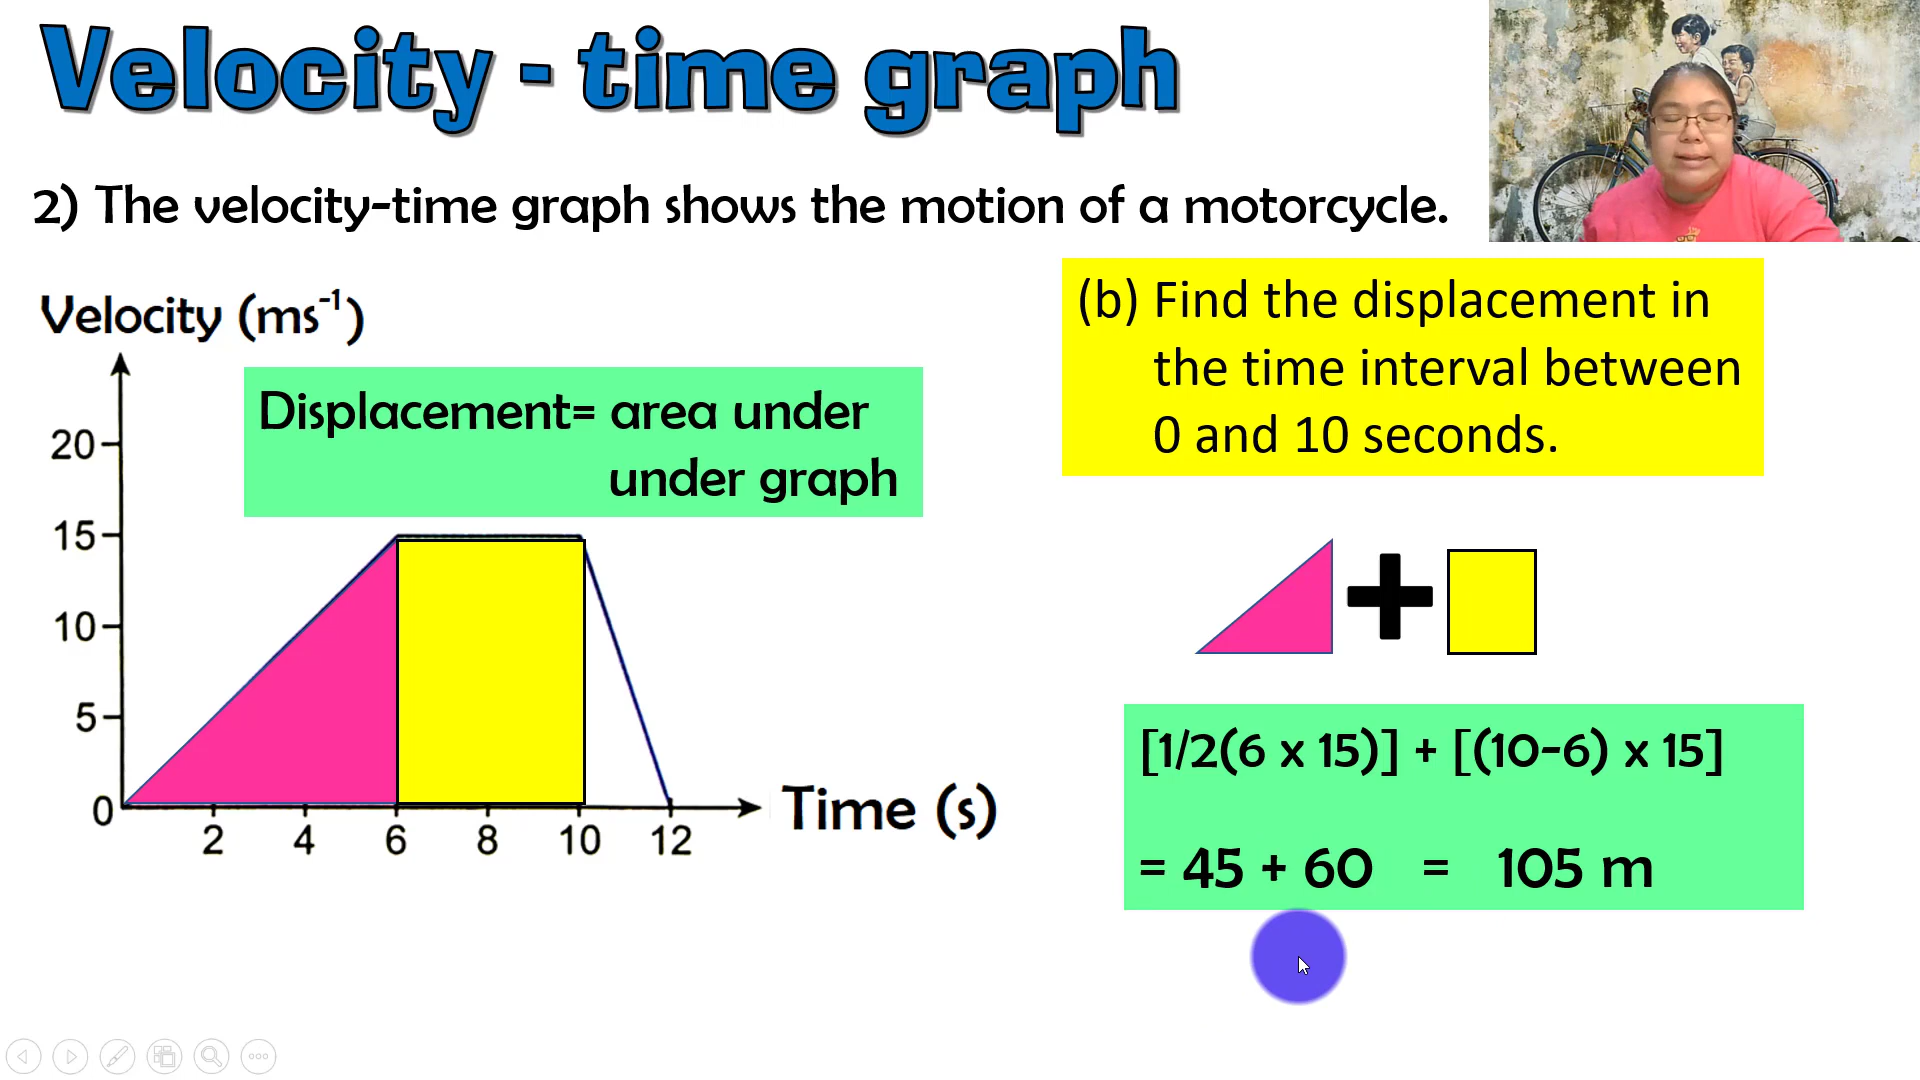 Velocity - time graph
2) The velocity-time graph shows the motion of a motorcycle.
Velocity (ms⁻¹)
20
15
10
5
0
2 4 6 8 10 12
Time (s)
Displacement= area under
under graph
(b) Find the displacement in
the time interval between
0 and 10 seconds.
[1/2(6 x 15)] + [(10-6) x 15]
= 45 + 60 = 105 m